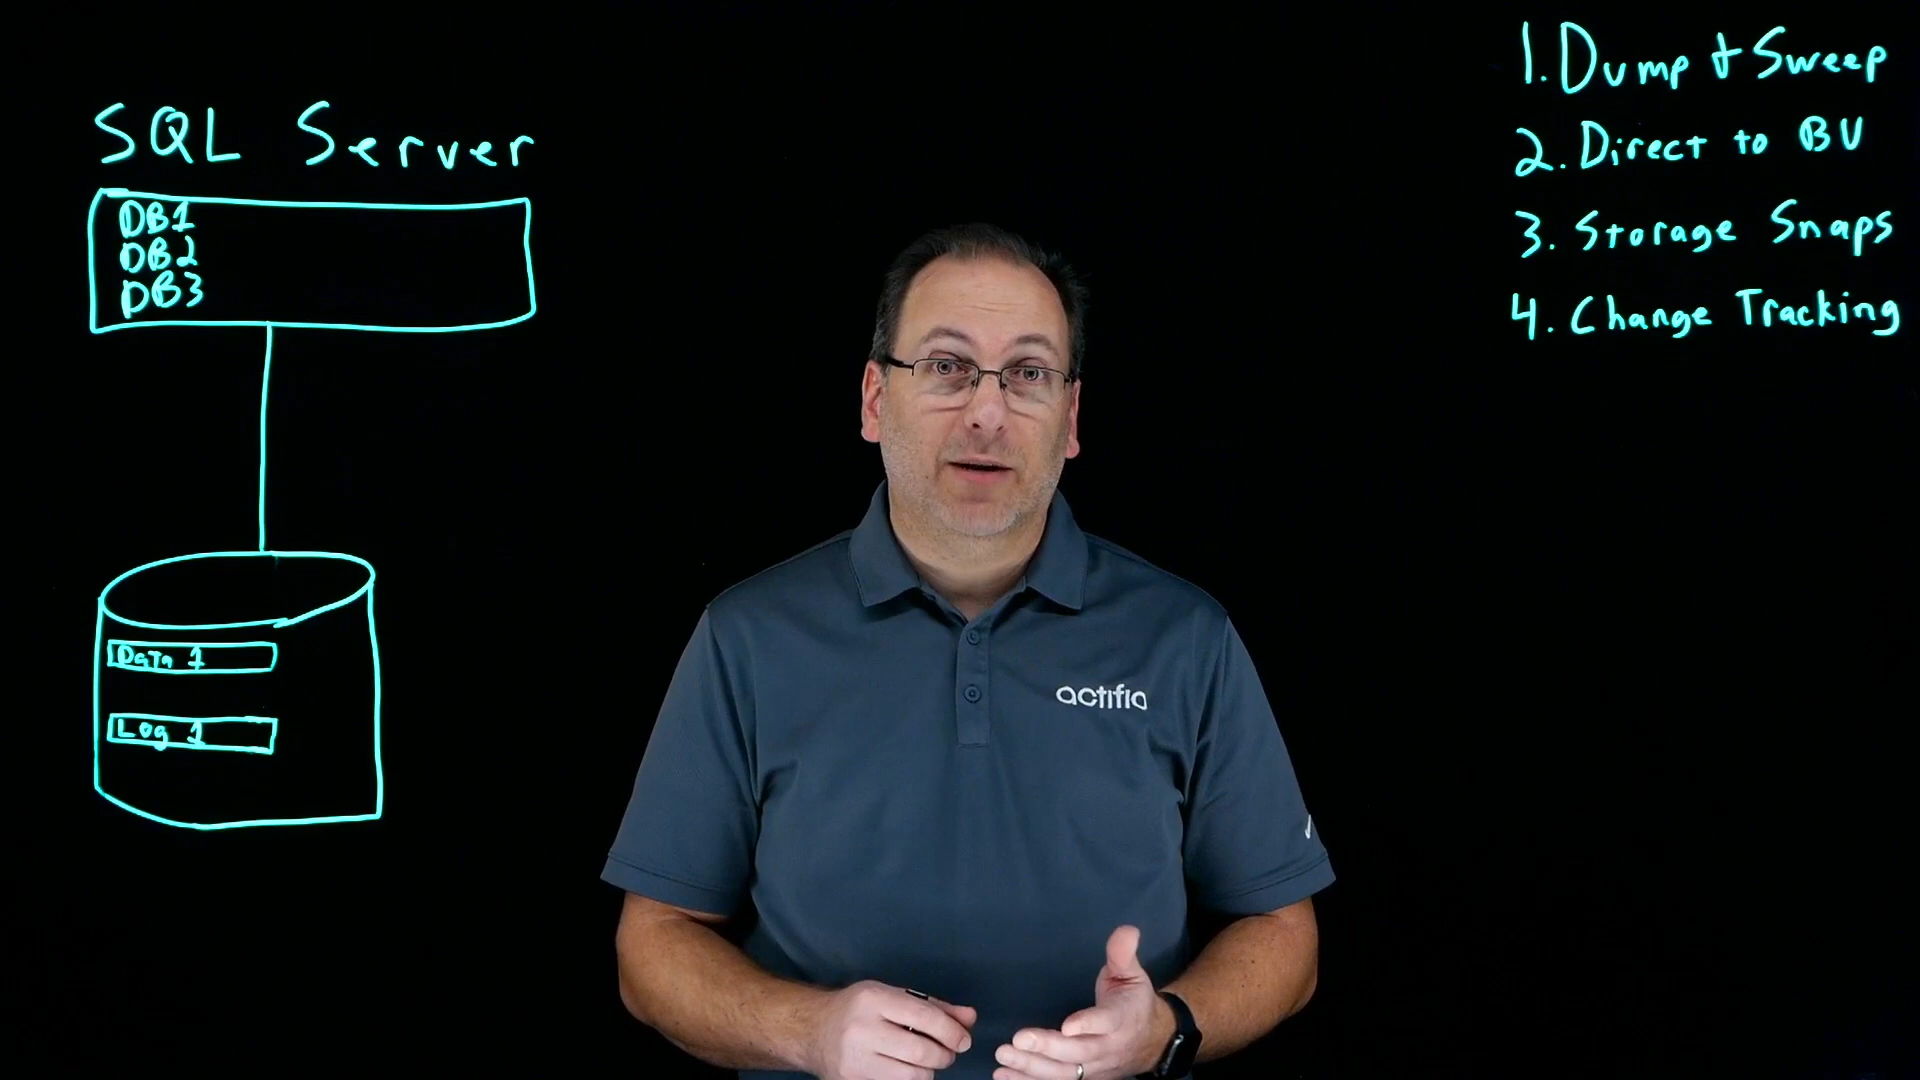 SQL Server
DB1
DB2
DB3
Data 1
Log 1
1. Dump + Sweep
2. Direct to BU
3. Storage Snaps
4. Change Tracking
actifio